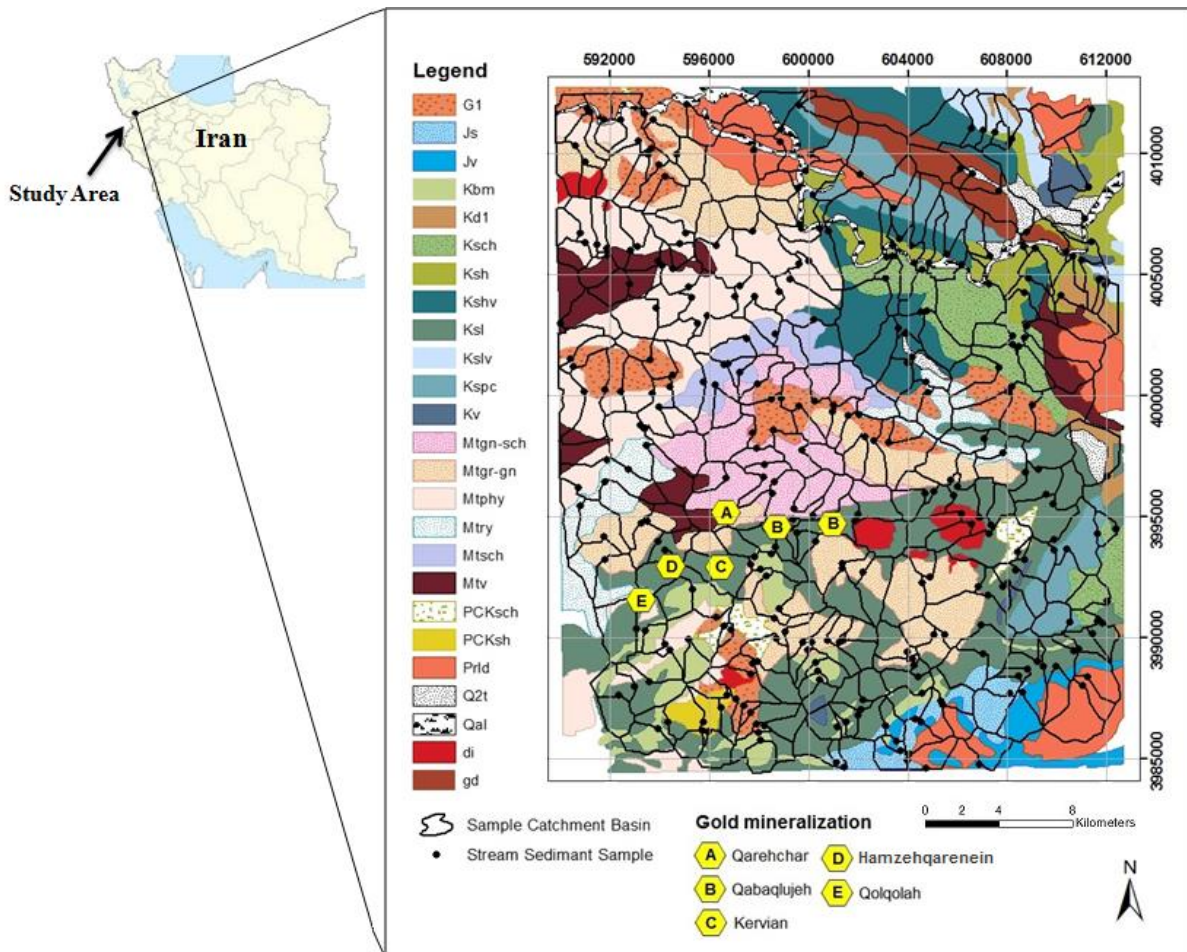 Iran
Study Area
592000 596000 600000 604000 608000 612000
4010000
4005000
4000000
3995000
3990000
3985000
Legend
G1
Js
Jv
Kbm
Kd1
Ksch
Ksh
Kshv
Ksl
Kslv
Kspc
Kv
Mtgn-sch
Mtgr-gn
Mtphy
Mtry
Mtsch
Mtv
PCKsch
PCKsh
Prld
Q2t
Qal
di
gd
A
B B
D C
E
Sample Catchment Basin
Stream Sedimant Sample
Gold mineralization
A Qarehchar D Hamzehqarenein
B Qabaqlujeh E Qolqolah
C Kervian
0 2 4 8
Kilometers
N